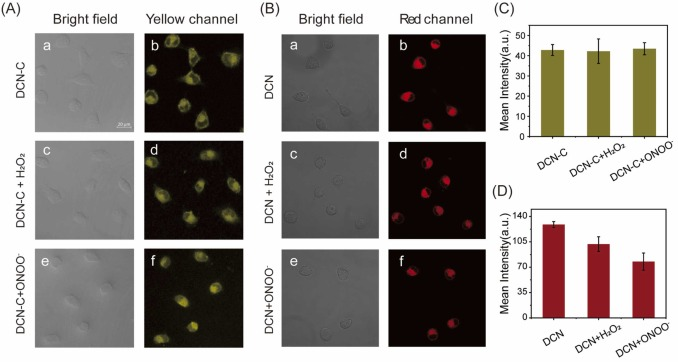 (A) Bright field Yellow channel
DCN-C
a
b
20 μm
DCN-C + H₂O₂
c
d
DCN-C+ONOO⁻
e
f
(B) Bright field Red channel
DCN
a
b
DCN + H₂O₂
c
d
DCN+ONOO⁻
e
f
(C)
Mean Intensity(a.u.)
50
40
30
20
10
0
DCN-C DCN-C+H₂O₂ DCN-C+ONOO⁻
(D)
Mean Intensity(a.u.)
140
105
70
35
0
DCN DCN+H₂O₂ DCN+ONOO⁻